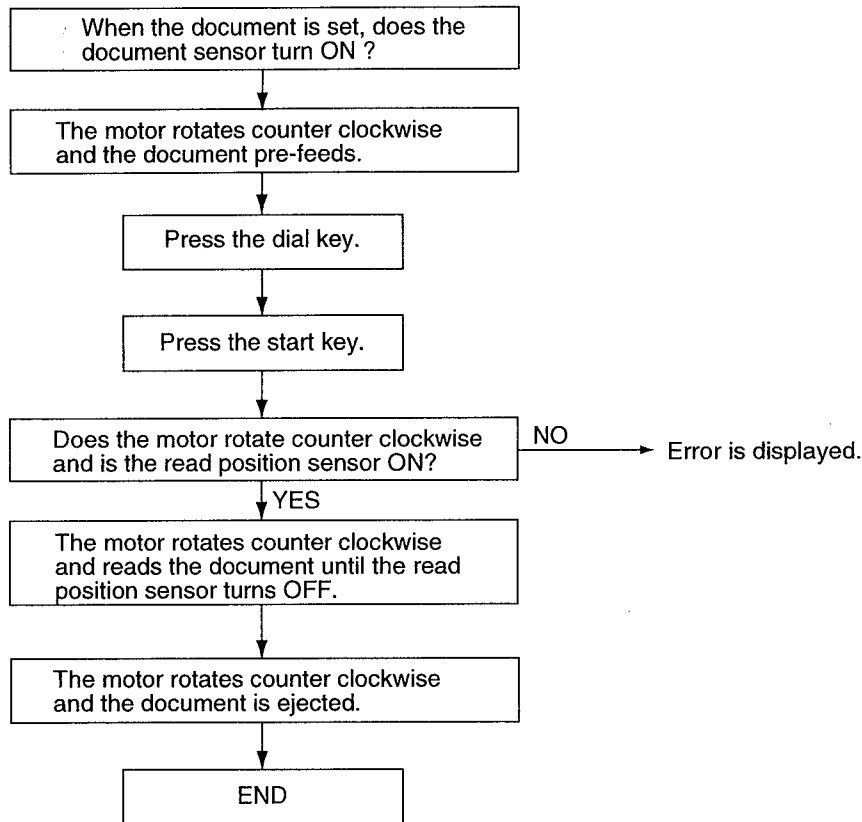 When the document is set, does the
document sensor turn ON ?
The motor rotates counter clockwise
and the document pre-feeds.
Press the dial key.
Press the start key.
Does the motor rotate counter clockwise
and is the read position sensor ON?
NO
Error is displayed.
YES
The motor rotates counter clockwise
and reads the document until the read
position sensor turns OFF.
The motor rotates counter clockwise
and the document is ejected.
END